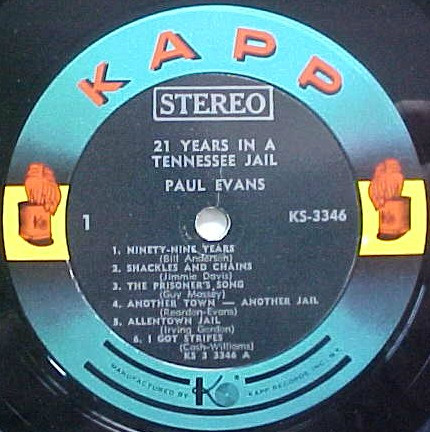 KAPP
STEREO
21 YEARS IN A
TENNESSEE JAIL
PAUL EVANS
1
KS-3346
1. NINETY-NINE YEARS
(Bill Anderson)
2. SHACKLES AND CHAINS
(Jimmie Davis)
3. THE PRISONER'S SONG
(Guy Massey)
4. ANOTHER TOWN — ANOTHER JAIL
(Reardon-Evans)
5. ALLENTOWN JAIL
(Irving Gordon)
6. I GOT STRIPES
(Cash-Williams)
KS 3 3346 A
MANUFACTURED BY K KAPP RECORDS INC., N.Y.